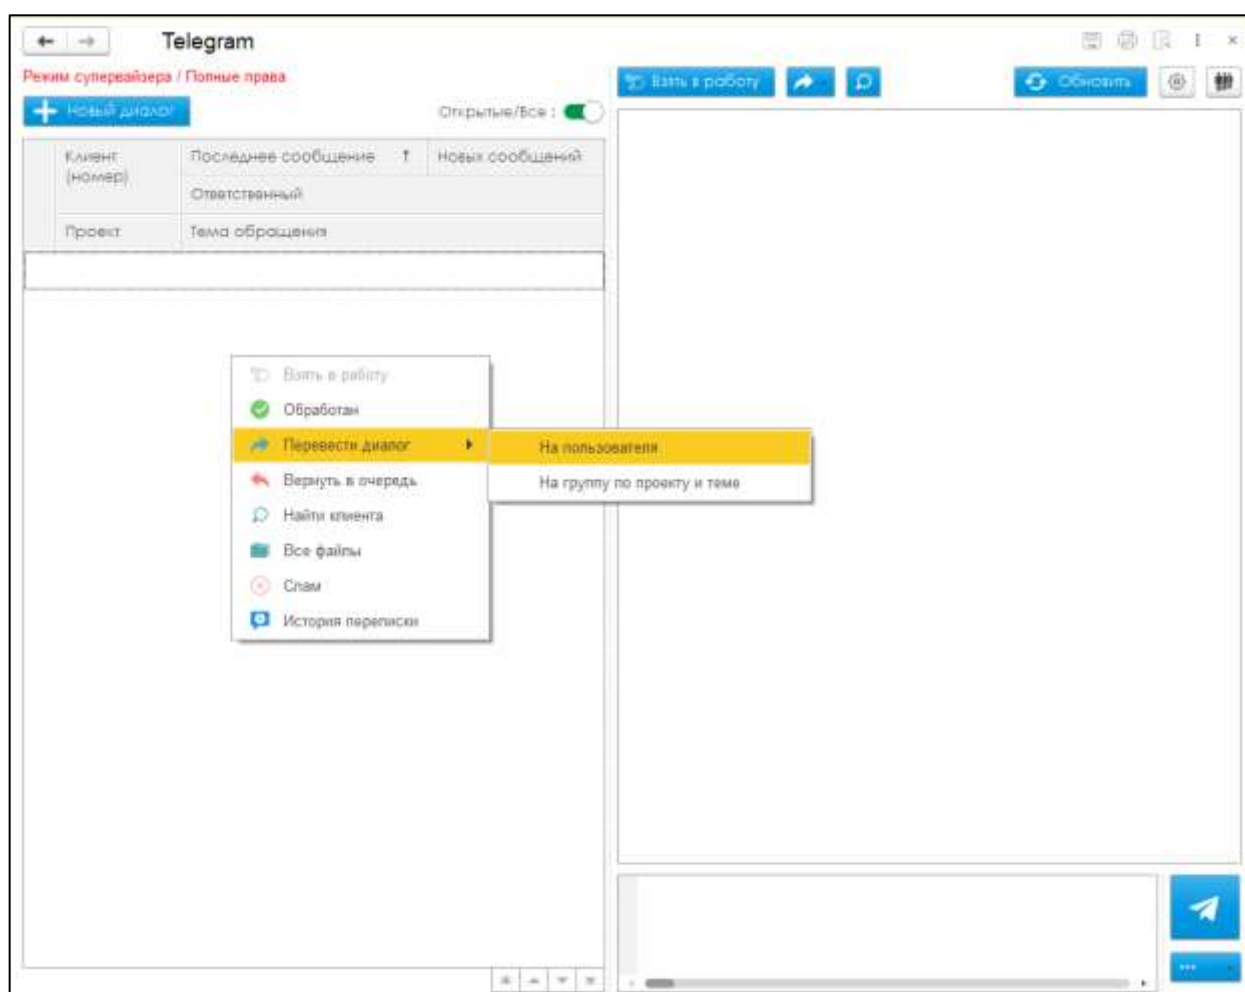 Telegram
Режим супервайзера / Полные права
Новый диалог
Открытые/Все :
Взять в работу
Обновить
Клиент (номер)
Последнее сообщение
Новых сообщений
Ответственный
Проект
Тема обращения
Взять в работу
Обработан
Перевести диалог
На пользователя
Вернуть в очередь
На группу по проекту и теме
Найти клиента
Все файлы
Спам
История переписки